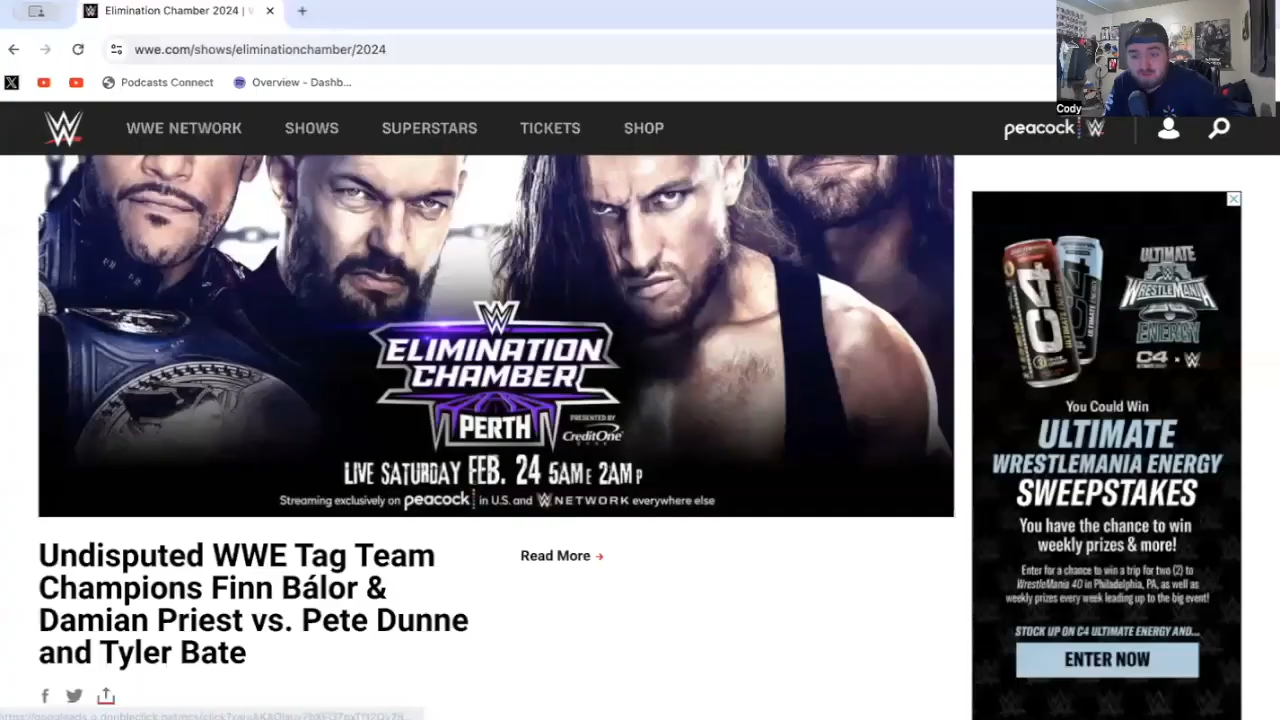 Elimination Chamber 2024 |
wwe.com/shows/eliminationchamber/2024
Podcasts Connect
Overview - Dashb...
Cody
WWE NETWORK
SHOWS
SUPERSTARS
TICKETS
SHOP
peacock W
W
ELIMINATION
CHAMBER
PERTH
PRESENTED BY
CreditOne
LIVE SATURDAY FEB. 24 5AM E 2AM P
Streaming exclusively on peacock in U.S. and W NETWORK everywhere else
Undisputed WWE Tag Team
Champions Finn Bálor &
Damian Priest vs. Pete Dunne
and Tyler Bate
Read More →
C4
ULTIMATE
WRESTLEMANIA
ENERGY
C4 × W
You Could Win
ULTIMATE
WRESTLEMANIA ENERGY
SWEEPSTAKES
You have the chance to win
weekly prizes & more!
Enter for a chance to win a trip for two (2) to
WrestleMania 40 in Philadelphia, PA, as well as
weekly prizes every week leading up to the big event!
STOCK UP ON C4 ULTIMATE ENERGY AND...
ENTER NOW